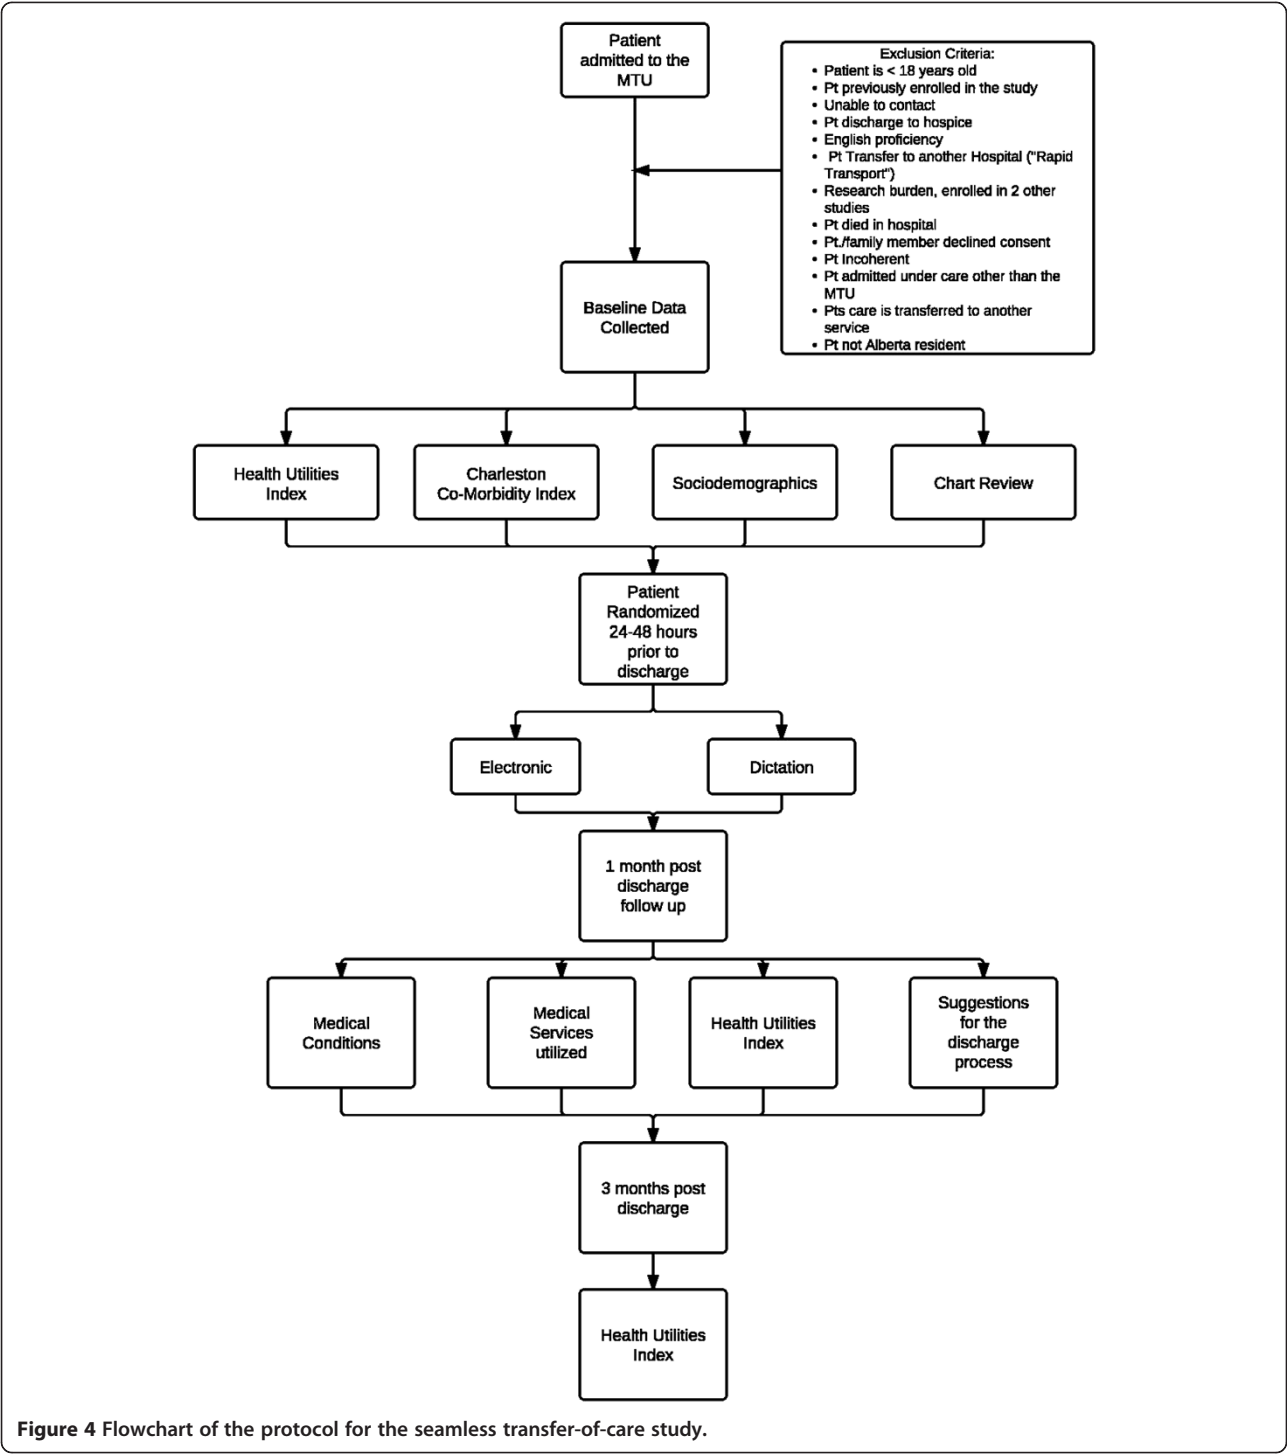 Patient
admitted to the
MTU
Exclusion Criteria:
• Patient is < 18 years old
• Pt previously enrolled in the study
• Unable to contact
• Pt discharge to hospice
• English proficiency
• Pt Transfer to another Hospital ("Rapid
Transport")
• Research burden, enrolled in 2 other
studies
• Pt died in hospital
• Pt./family member declined consent
• Pt Incoherent
• Pt admitted under care other than the
MTU
• Pts care is transferred to another
service
• Pt not Alberta resident
Baseline Data
Collected
Health Utilities
Index
Charleston
Co-Morbidity Index
Sociodemographics
Chart Review
Patient
Randomized
24-48 hours
prior to
discharge
Electronic
Dictation
1 month post
discharge
follow up
Medical
Conditions
Medical
Services
utilized
Health Utilities
Index
Suggestions
for the
discharge
process
3 months post
discharge
Health Utilities
Index
Figure 4 Flowchart of the protocol for the seamless transfer-of-care study.